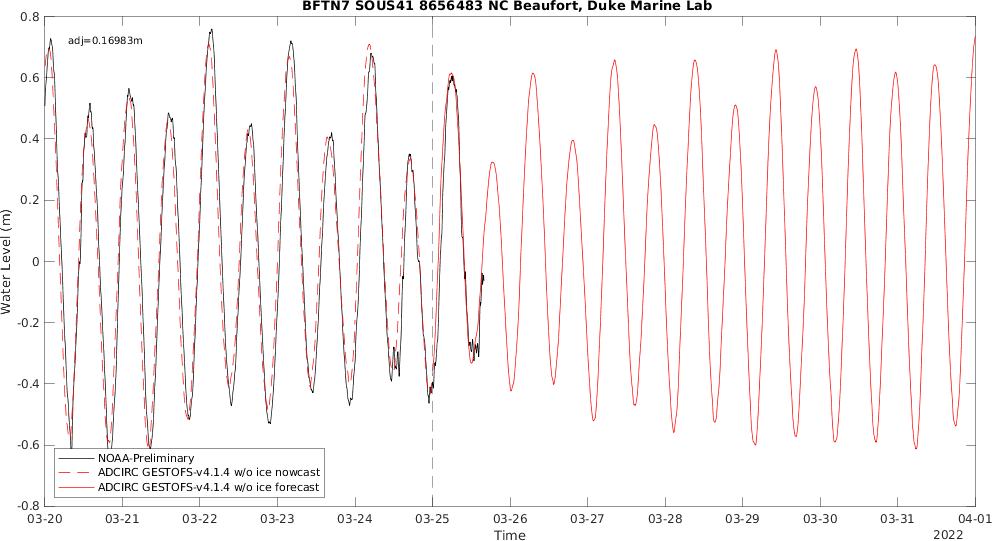 BFTN7 SOUS41 8656483 NC Beaufort, Duke Marine Lab
adj=0.16983m
0.8
0.6
0.4
0.2
0
-0.2
-0.4
-0.6
-0.8
Water Level (m)
NOAA-Preliminary
ADCIRC GESTOFS-v4.1.4 w/o ice nowcast
ADCIRC GESTOFS-v4.1.4 w/o ice forecast
03-20 03-21 03-22 03-23 03-24 03-25 03-26 03-27 03-28 03-29 03-30 03-31 04-01
Time
2022